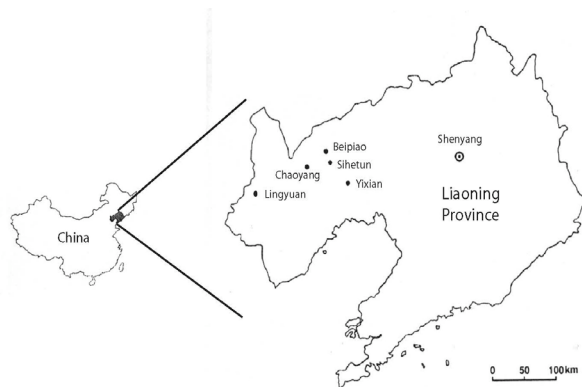 China
Beipiao
Sihetun
Chaoyang
Yixian
Lingyuan
Shenyang
Liaoning
Province
0 50 100km